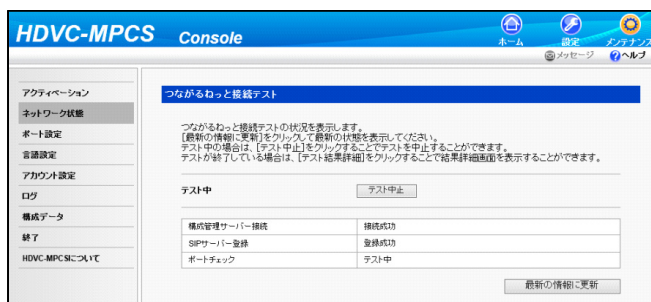 HDVC-MPCS Console
ホーム 設定 メンテナンス
メッセージ ヘルプ
アクティベーション
ネットワーク状態
ポート設定
言語設定
アカウント設定
ログ
構成データ
終了
HDVC-MPCSについて
つながるねっと接続テスト
つながるねっと接続テストの状況を表示します。
[最新の情報に更新]をクリックして最新の状態を表示してください。
テスト中の場合は、[テスト中止]をクリックすることでテストを中止することができます。
テストが終了している場合は、[テスト結果詳細]をクリックすることで結果詳細画面を表示することができます。
テスト中 テスト中止
構成管理サーバー接続 接続成功
SIPサーバー登録 登録成功
ポートチェック テスト中
最新の情報に更新